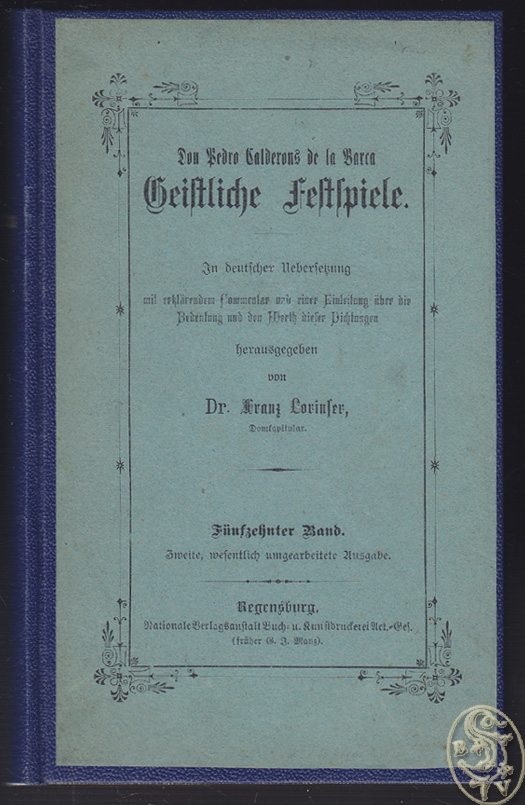 Don Pedro Calderons de la Barca
Geistliche Festspiele.
In deutscher Uebersetzung
mit erklärendem Commentar und einer Einleitung über die
Bedeutung und den Werth dieser Dichtungen
herausgegeben
von
Dr. Franz Lorinser,
Domkapitular.
Fünfzehnter Band.
Zweite, wesentlich umgearbeitete Ausgabe.
Regensburg.
Nationale Verlagsanstalt Buch- u. Kunstdruckerei Act.-Ges.
(früher G. J. Manz).